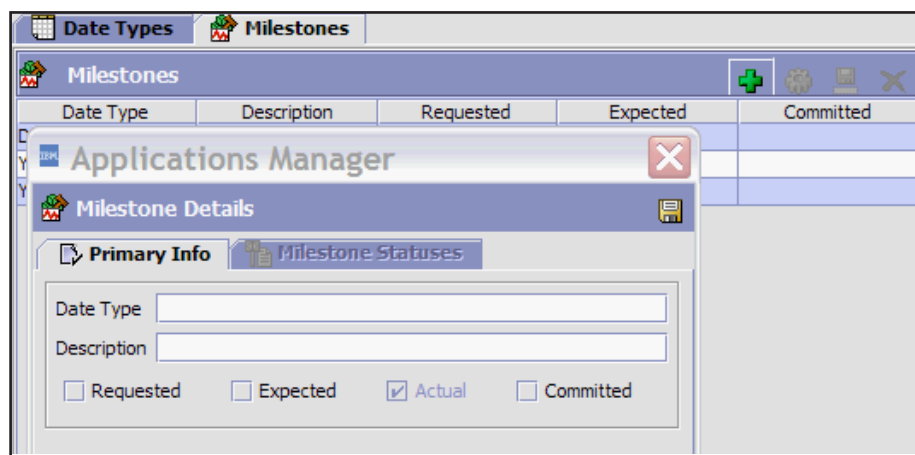 Date Types Milestones
Milestones
Date Type Description Requested Expected Committed
D
IBM Applications Manager
Y
Y
Milestone Details
Primary Info Milestone Statuses
Date Type
Description
Requested Expected Actual Committed